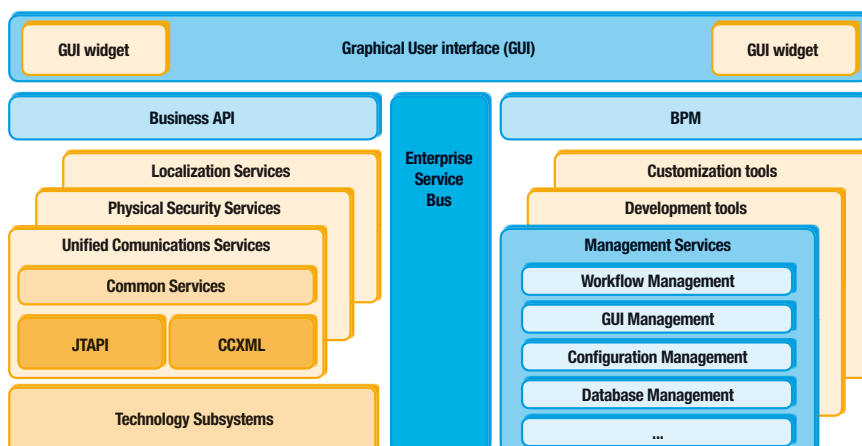 GUI widget
Graphical User interface (GUI)
GUI widget
Business API
Localization Services
Physical Security Services
Unified Comunications Services
Common Services
JTAPI
CCXML
Technology Subsystems
Enterprise
Service
Bus
BPM
Customization tools
Development tools
Management Services
Workflow Management
GUI Management
Configuration Management
Database Management
...